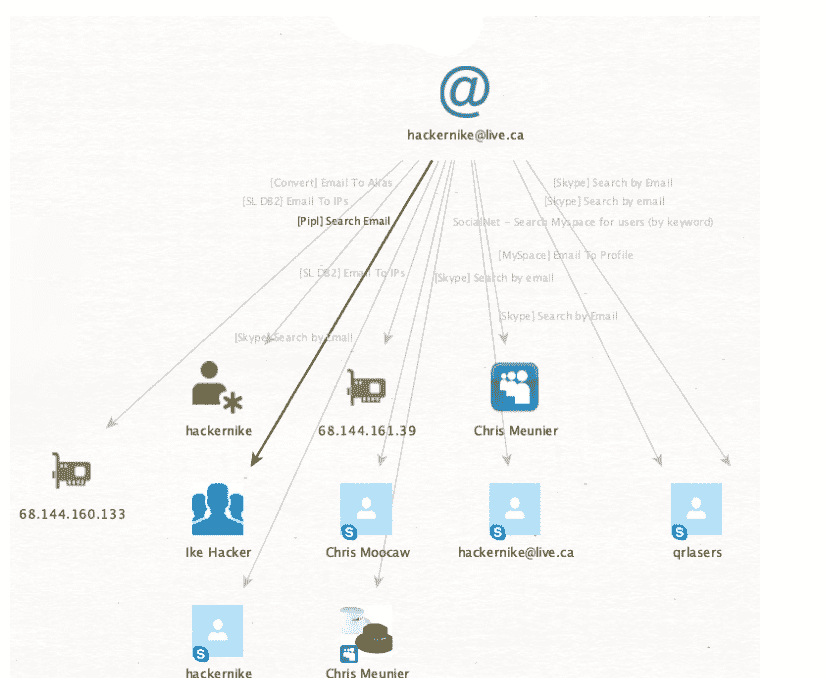 @
hackernike@live.ca
[Convert] Email To Alias
[Skype] Search by Email
[SL DB2] Email To IPs
[Skype] Search by email
[Pipl] Search Email
SocialNet - Search Myspace for users (by keyword)
[MySpace] Email To Profile
[SL DB2] Email To IPs
[Skype] Search by email
[Skype] Search by Email
[Skype] Search by Email
hackernike
68.144.161.39
Chris Meunier
68.144.160.133
Ike Hacker
Chris Moocaw
hackernike@live.ca
qrlasers
hackernike
Chris Meunier